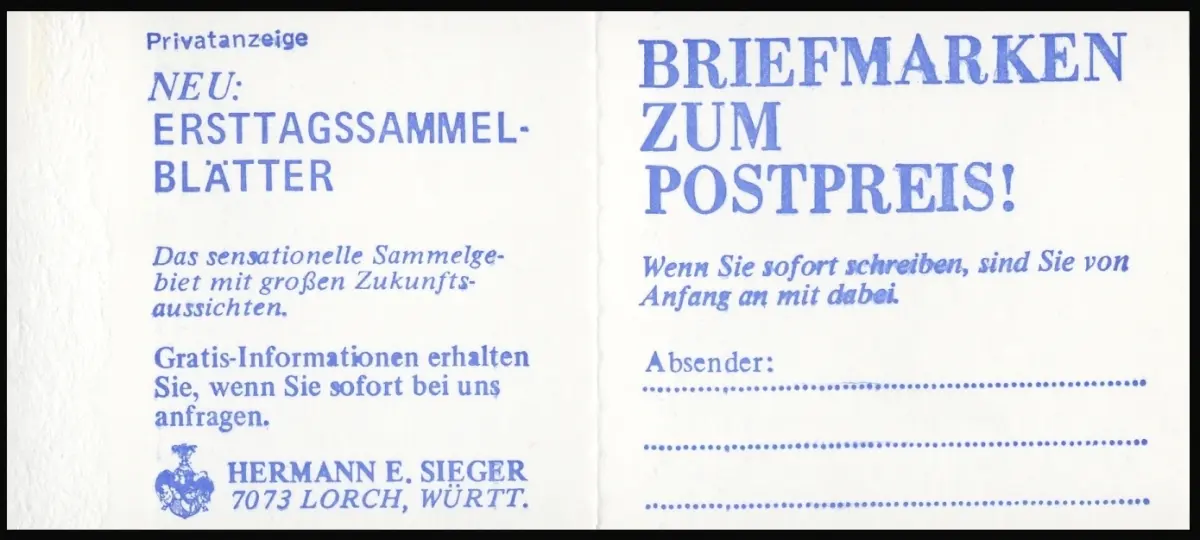 Privatanzeige
NEU:
ERSTTAGSSAMMEL-
BLÄTTER
Das sensationelle Sammelge-
biet mit großen Zukunfts-
aussichten.
Gratis-Informationen erhalten
Sie, wenn Sie sofort bei uns
anfragen.
HERMANN E. SIEGER
7073 LORCH, WÜRTT.
BRIEFMARKEN
ZUM
POSTPREIS!
Wenn Sie sofort schreiben, sind Sie von
Anfang an mit dabei.
Absender: